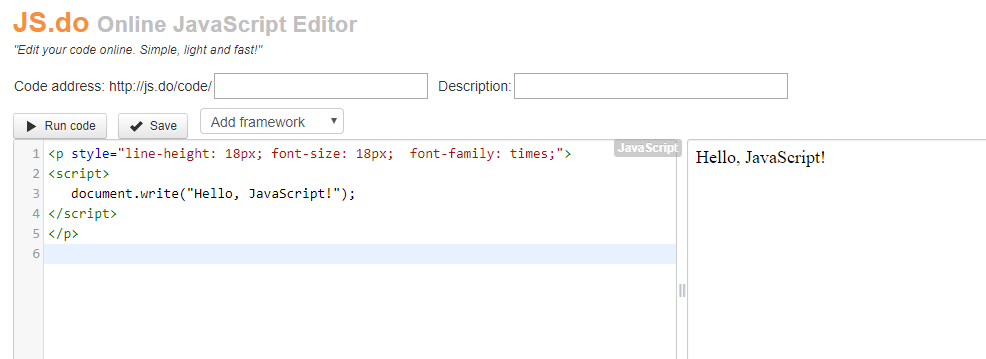 JS.do Online JavaScript Editor
"Edit your code online. Simple, light and fast!"
Code address: http://js.do/code/ Description:
Run code Save Add framework
JavaScript
1 <p style="line-height: 18px; font-size: 18px;  font-family: times;">
2 <script>
3    document.write("Hello, JavaScript!");
4 </script>
5 </p>
6
Hello, JavaScript!